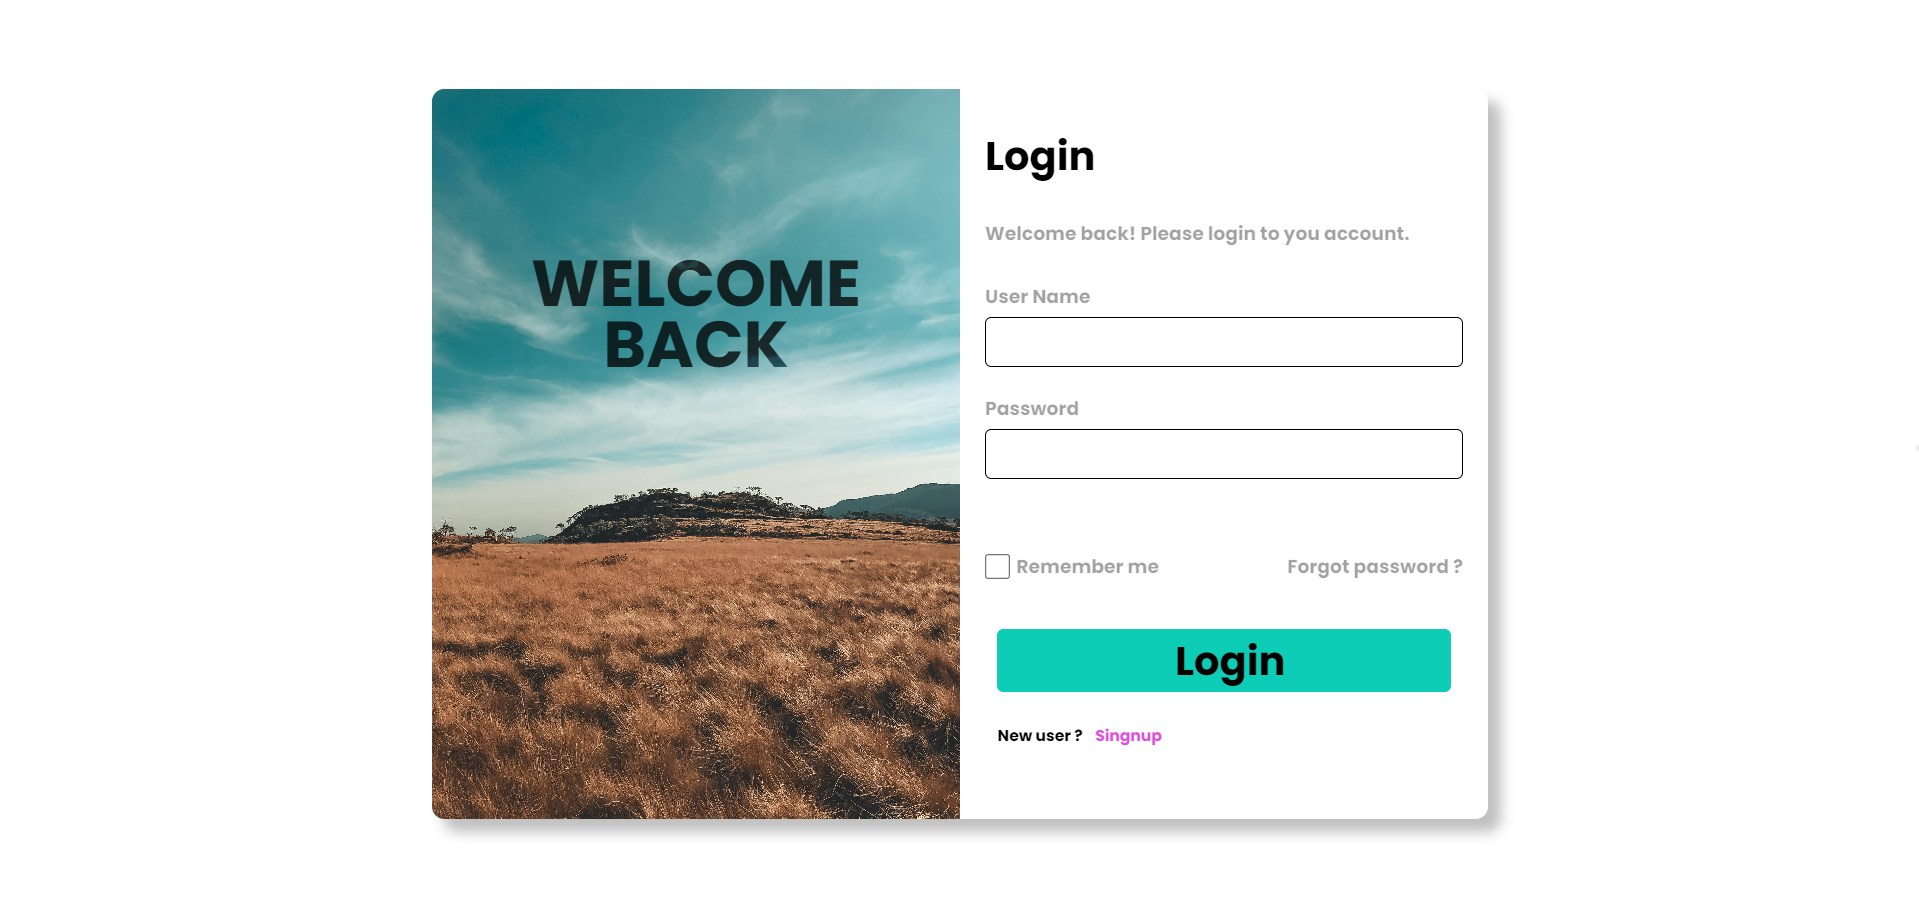 WELCOME
BACK
Login
Welcome back! Please login to you account.
User Name
Password
Remember me
Forgot password ?
Login
New user ? Singnup